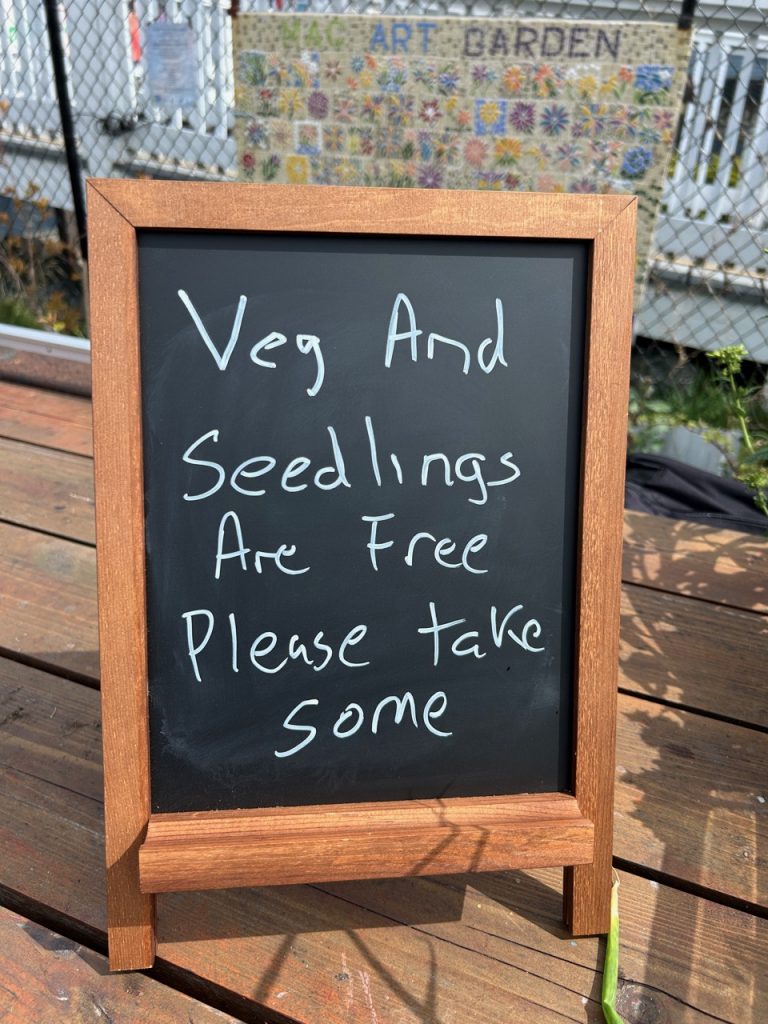 MAC ART GARDEN
Veg And
Seedlings
Are Free
Please take
some